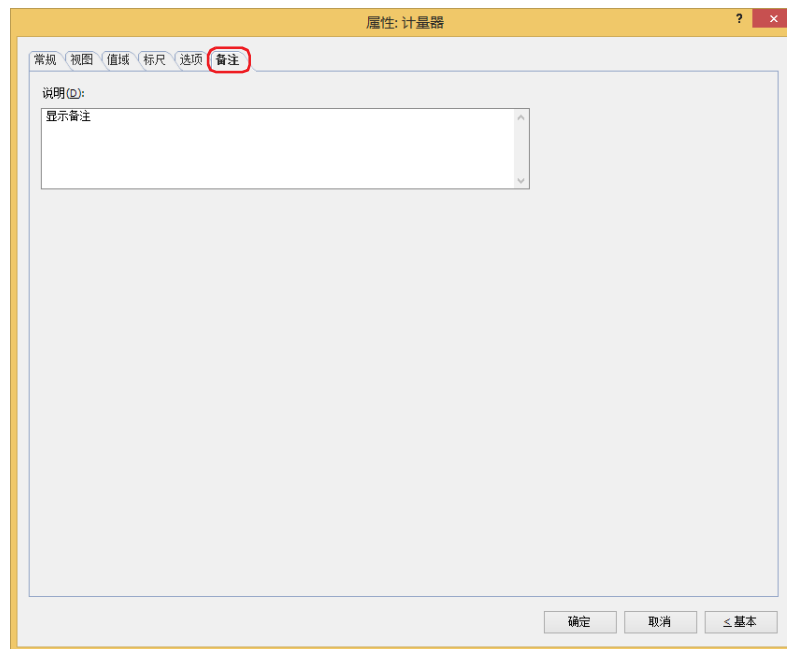 属性: 计量器
? ×
常规 视图 值域 标尺 选项 备注
说明(D):
显示备注
确定 取消 <基本